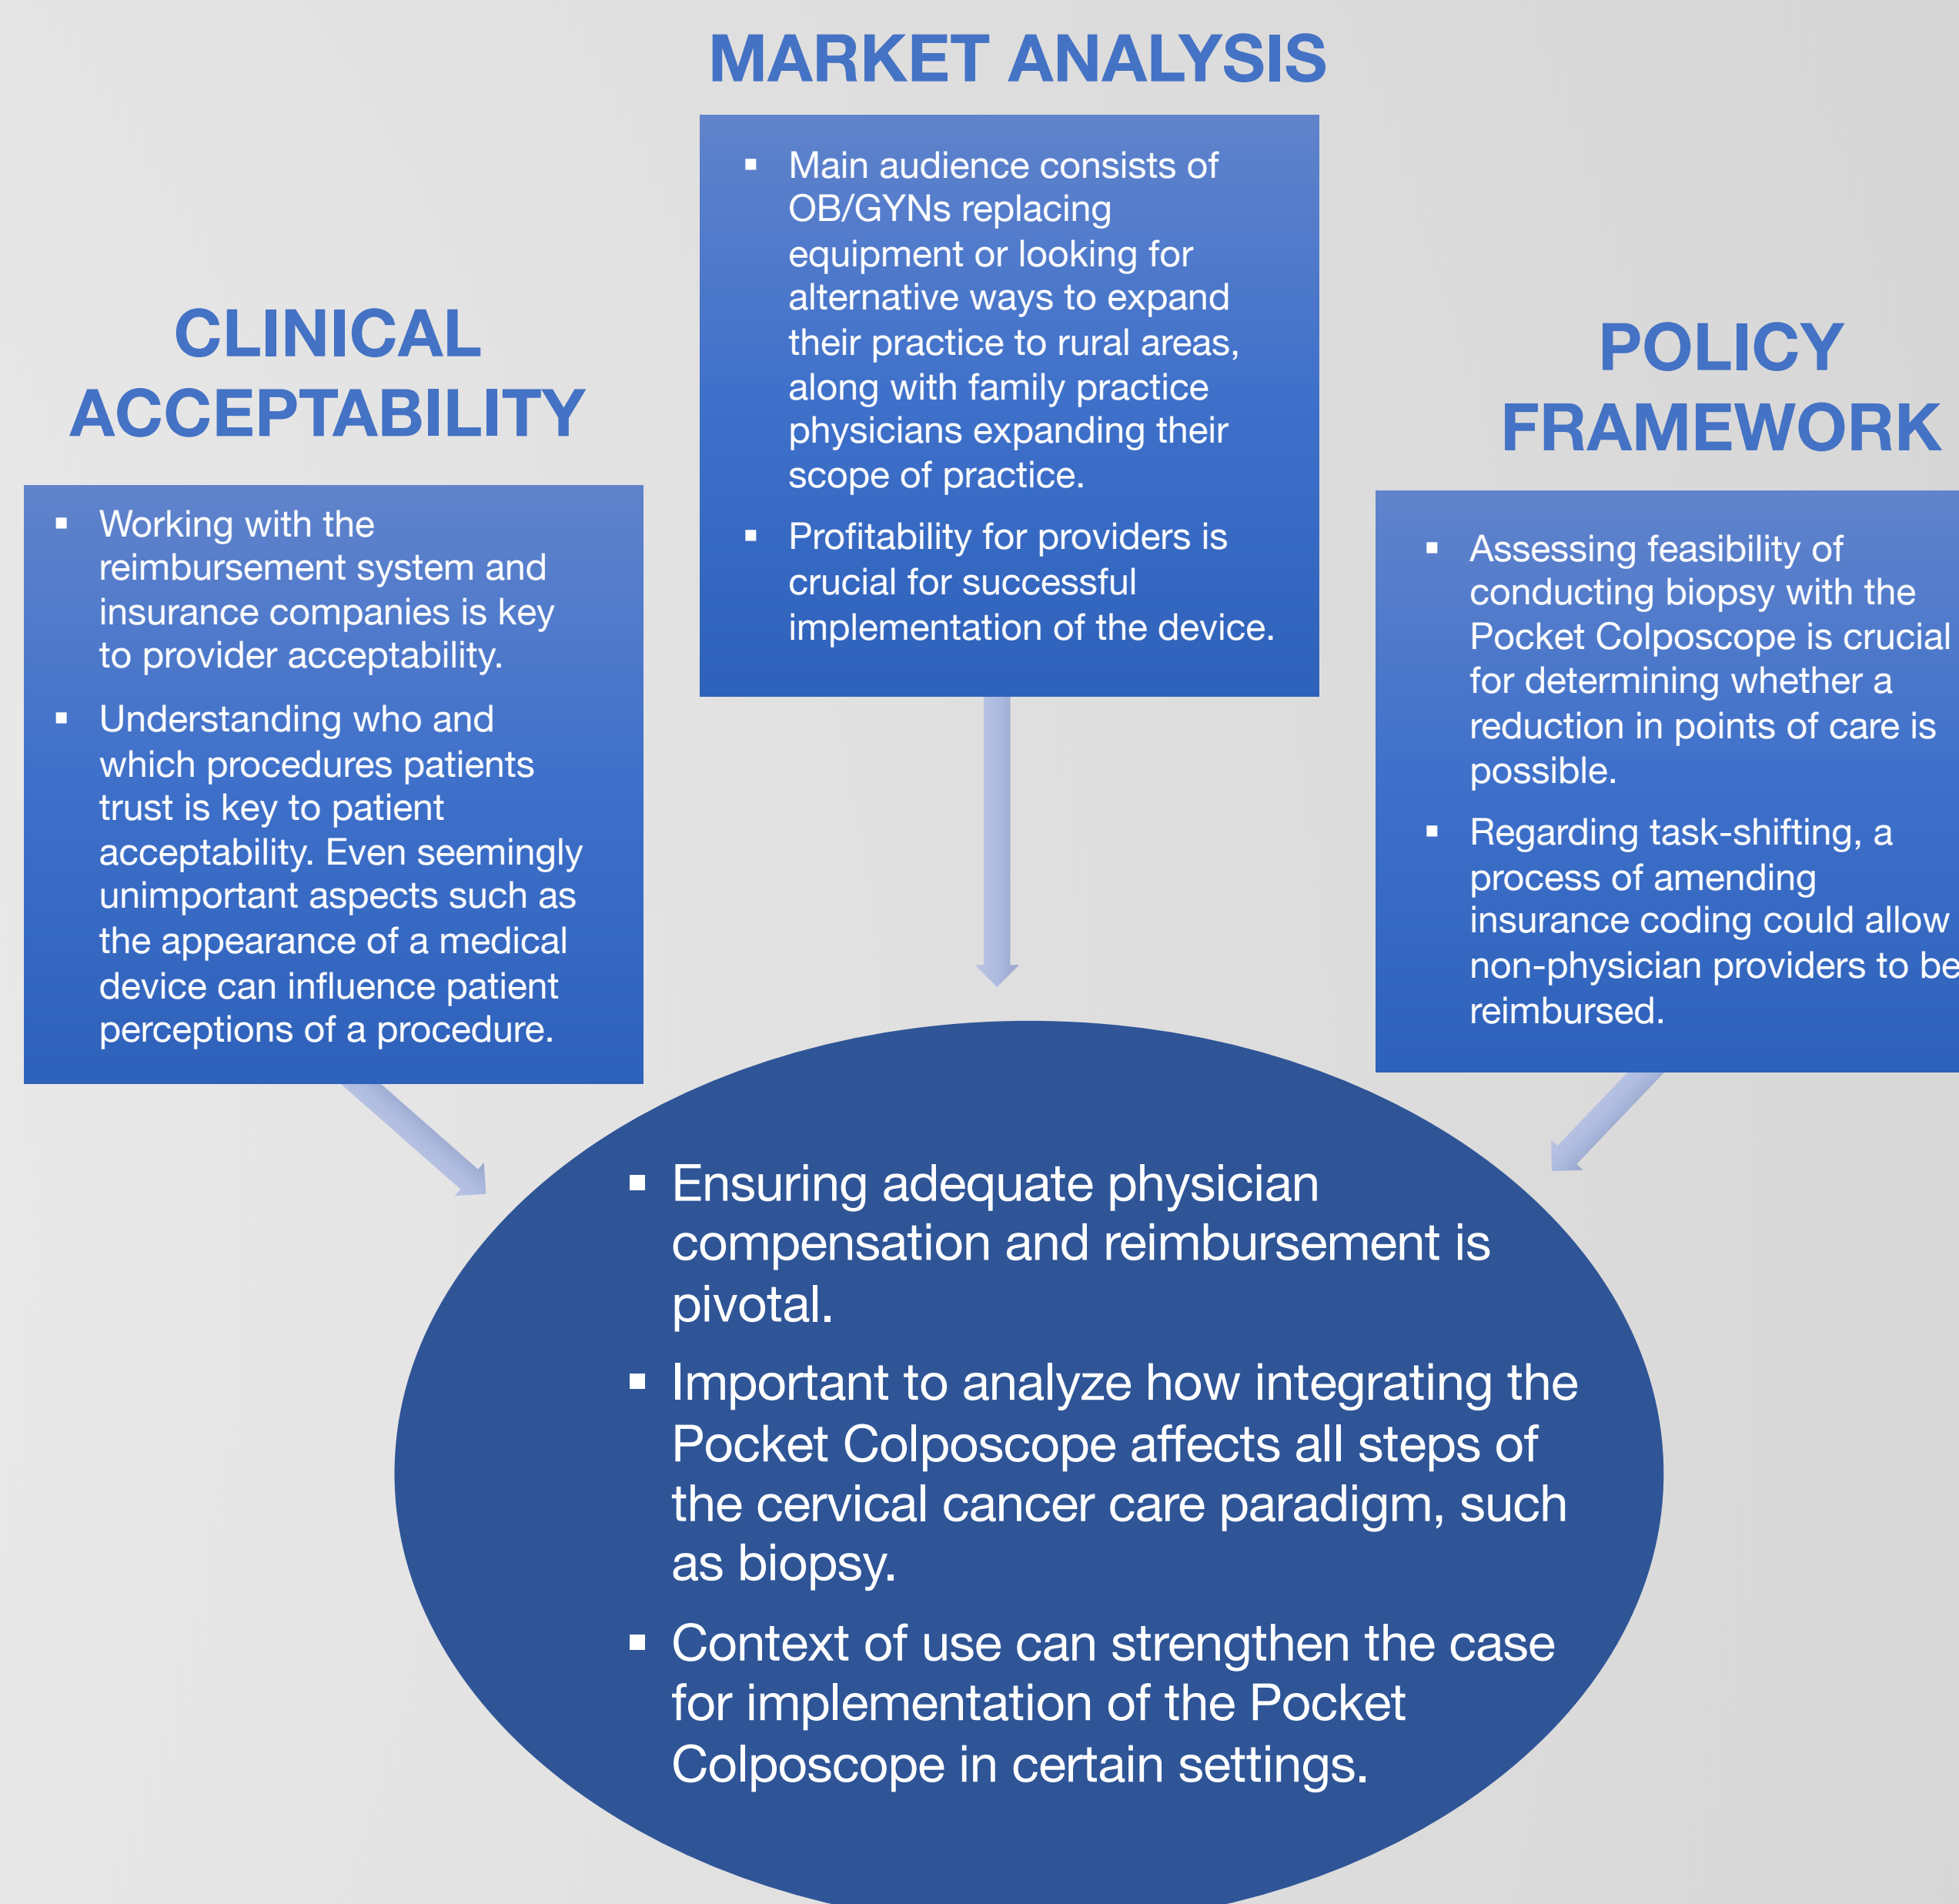 MARKET ANALYSIS
▪ Main audience consists of
OB/GYNs replacing
equipment or looking for
alternative ways to expand
their practice to rural areas,
along with family practice
physicians expanding their
scope of practice.
▪ Profitability for providers is
crucial for successful
implementation of the device.
CLINICAL
ACCEPTABILITY
▪ Working with the
reimbursement system and
insurance companies is key
to provider acceptability.
▪ Understanding who and
which procedures patients
trust is key to patient
acceptability. Even seemingly
unimportant aspects such as
the appearance of a medical
device can influence patient
perceptions of a procedure.
POLICY
FRAMEWORK
▪ Assessing feasibility of
conducting biopsy with the
Pocket Colposcope is crucial
for determining whether a
reduction in points of care is
possible.
▪ Regarding task-shifting, a
process of amending
insurance coding could allow
non-physician providers to be
reimbursed.
▪ Ensuring adequate physician
compensation and reimbursement is
pivotal.
▪ Important to analyze how integrating the
Pocket Colposcope affects all steps of
the cervical cancer care paradigm, such
as biopsy.
▪ Context of use can strengthen the case
for implementation of the Pocket
Colposcope in certain settings.